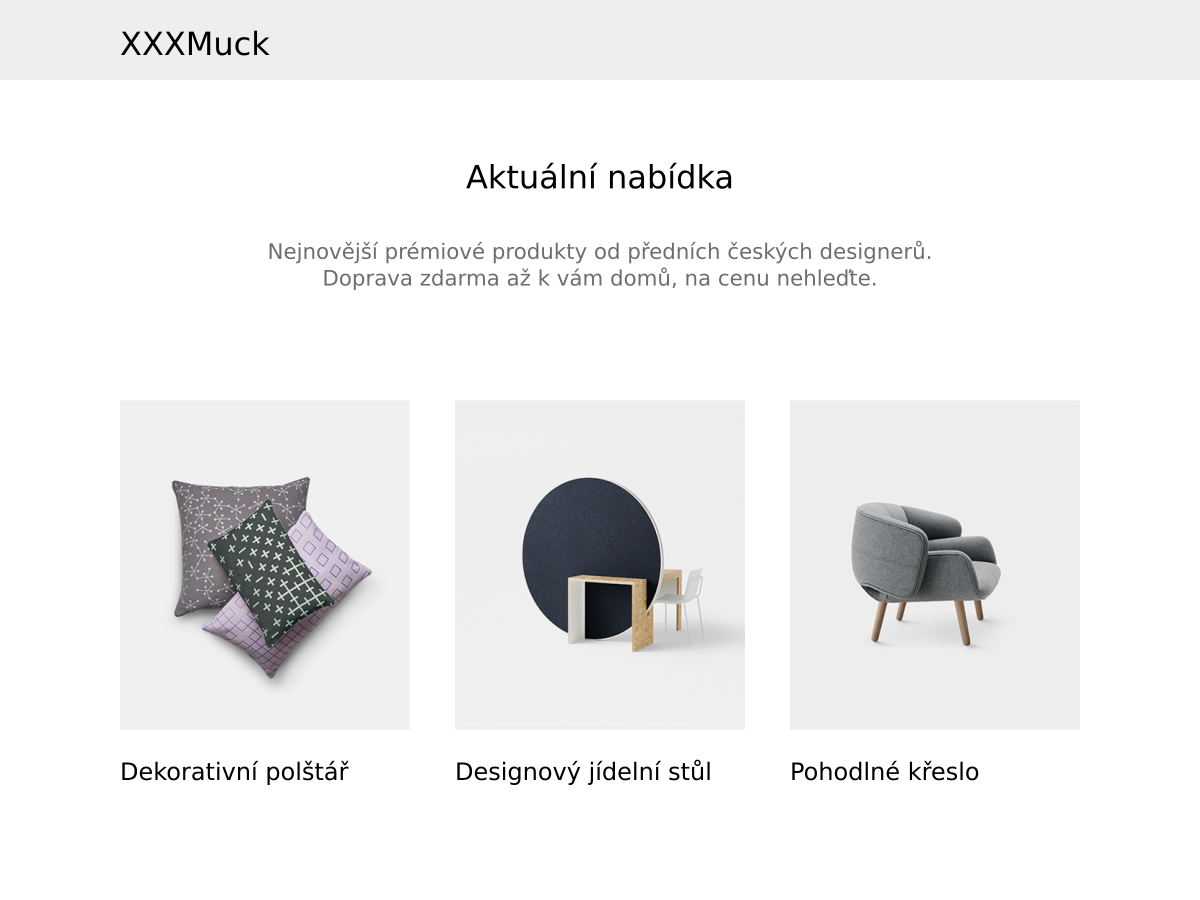 XXXMuck
Aktuální nabídka
Nejnovější prémiové produkty od předních českých designerů.
Doprava zdarma až k vám domů, na cenu nehleďte.
Dekorativní polštář
Designový jídelní stůl
Pohodlné křeslo